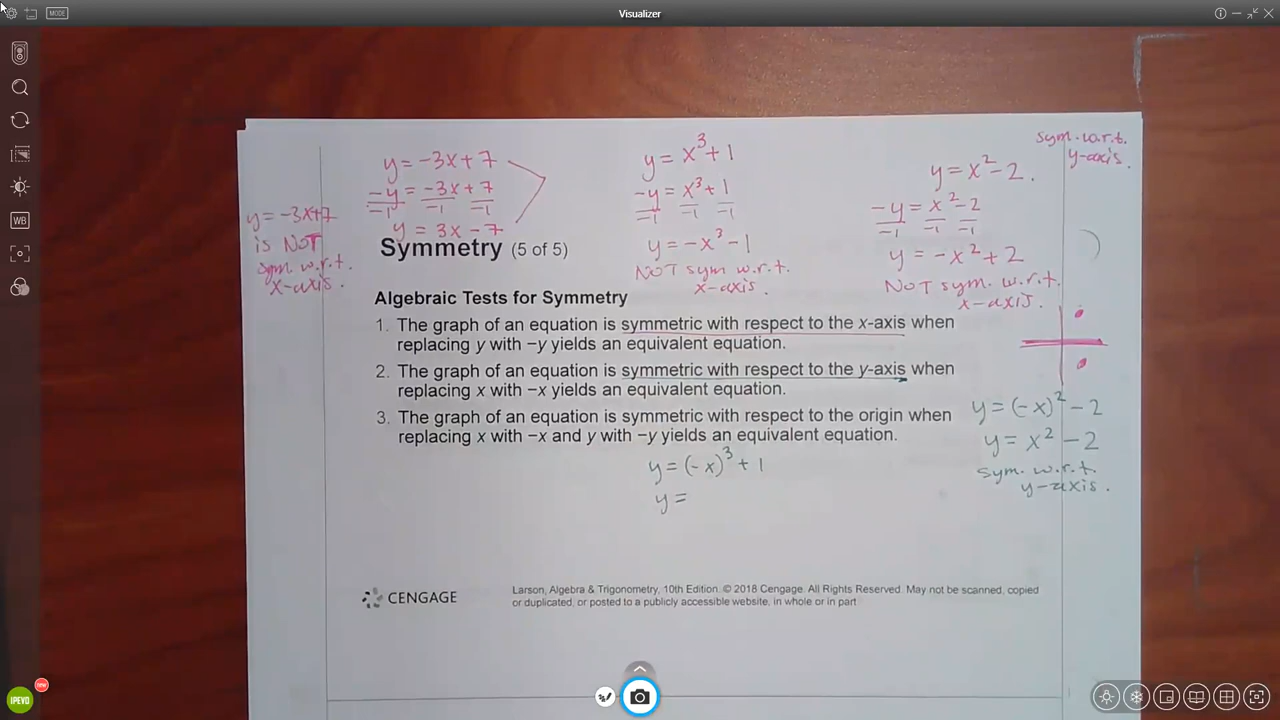 MODE
Visualizer
y = -3x + 7
-y = -3x + 7
-1 -1 -1
y = 3x - 7
y = -3x+7
is NOT
sym. w.r.t.
x-axis.
y = x³ + 1
-y = x³ + 1
-1 -1 -1
y = -x³ - 1
NOT sym w.r.t.
x-axis.
sym. w.r.t.
y-axis.
y = x² - 2.
-y = x² - 2
-1 -1 -1
y = -x² + 2
NOT sym. w.r.t.
x-axis.
Symmetry (5 of 5)
Algebraic Tests for Symmetry
1. The graph of an equation is symmetric with respect to the x-axis when
replacing y with −y yields an equivalent equation.
2. The graph of an equation is symmetric with respect to the y-axis when
replacing x with −x yields an equivalent equation.
3. The graph of an equation is symmetric with respect to the origin when
replacing x with −x and y with −y yields an equivalent equation.
y = (-x)² - 2
y = x² - 2
sym. w.r.t.
y-axis.
y = (-x)³ + 1
y =
CENGAGE
Larson, Algebra & Trigonometry, 10th Edition. © 2018 Cengage. All Rights Reserved. May not be scanned, copied
or duplicated, or posted to a publicly accessible website, in whole or in part
WB
IPEVO
new